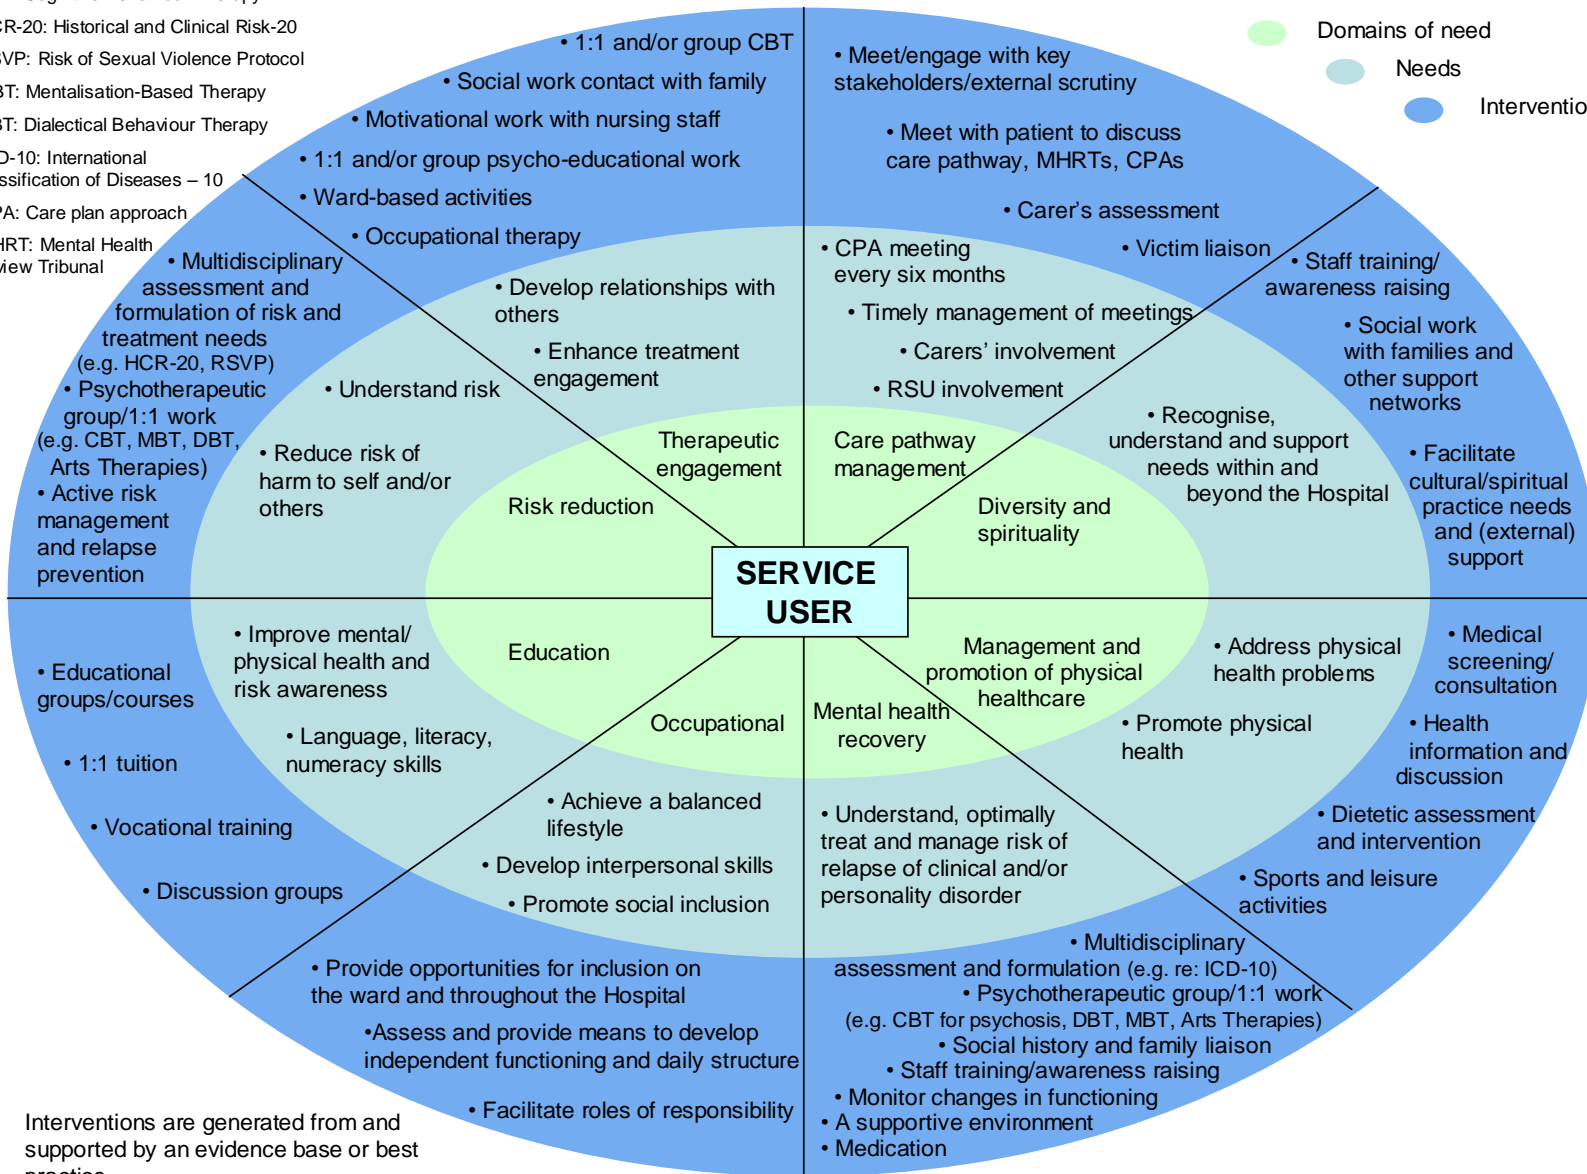 CR-20: Historical and Clinical Risk-20
SVP: Risk of Sexual Violence Protocol
BT: Mentalisation-Based Therapy
BT: Dialectical Behaviour Therapy
D-10: International
ssification of Diseases – 10
PA: Care plan approach
HRT: Mental Health
view Tribunal
Domains of need
Needs
Interventio
• 1:1 and/or group CBT
• Social work contact with family
• Motivational work with nursing staff
• 1:1 and/or group psycho-educational work
• Ward-based activities
• Occupational therapy
• Develop relationships with
others
• Enhance treatment
engagement
Therapeutic
engagement
• Meet/engage with key
stakeholders/external scrutiny
• Meet with patient to discuss
care pathway, MHRTs, CPAs
• Carer's assessment
• Victim liaison
• CPA meeting
every six months
• Timely management of meetings
• Carers' involvement
• RSU involvement
Care pathway
management
• Staff training/
awareness raising
• Social work
with families and
other support
networks
• Facilitate
cultural/spiritual
practice needs
and (external)
support
• Recognise,
understand and support
needs within and
beyond the Hospital
Diversity and
spirituality
• Multidisciplinary
assessment and
formulation of risk and
treatment needs
(e.g. HCR-20, RSVP)
• Psychotherapeutic
group/1:1 work
(e.g. CBT, MBT, DBT,
Arts Therapies)
• Active risk
management
and relapse
prevention
• Understand risk
• Reduce risk of
harm to self and/or
others
Risk reduction
SERVICE
USER
• Educational
groups/courses
• 1:1 tuition
• Vocational training
• Discussion groups
• Improve mental/
physical health and
risk awareness
• Language, literacy,
numeracy skills
Education
Occupational
• Achieve a balanced
lifestyle
• Develop interpersonal skills
• Promote social inclusion
• Provide opportunities for inclusion on
the ward and throughout the Hospital
•Assess and provide means to develop
independent functioning and daily structure
• Facilitate roles of responsibility
Mental health
recovery
• Understand, optimally
treat and manage risk of
relapse of clinical and/or
personality disorder
• Multidisciplinary
assessment and formulation (e.g. re: ICD-10)
• Psychotherapeutic group/1:1 work
(e.g. CBT for psychosis, DBT, MBT, Arts Therapies)
• Social history and family liaison
• Staff training/awareness raising
• Monitor changes in functioning
• A supportive environment
• Medication
Management and
promotion of physical
healthcare
• Address physical
health problems
• Promote physical
health
• Medical
screening/
consultation
• Health
information and
discussion
• Dietetic assessment
and intervention
• Sports and leisure
activities
Interventions are generated from and
supported by an evidence base or best